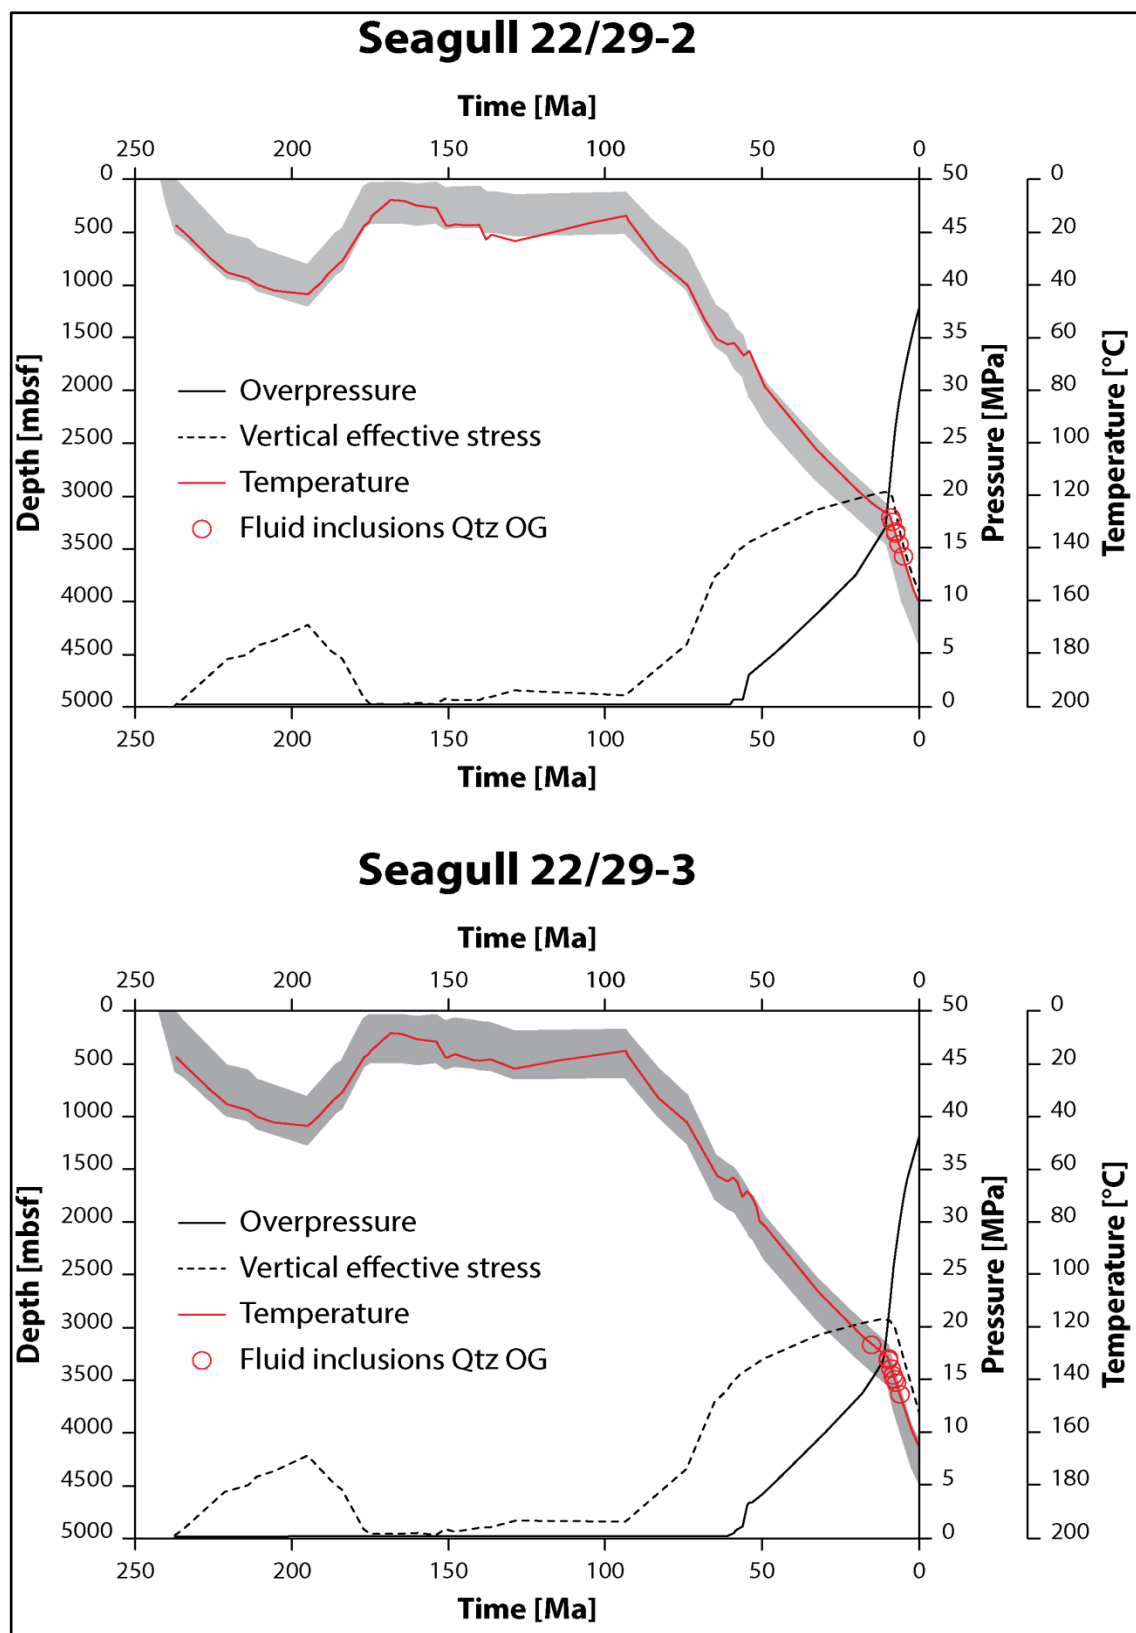 Seagull 22/29-2
Time [Ma]
250 200 150 100 50 0
0 50 0
500 45 20
1000 40 40
1500 35 60
2000 30 80
2500 25 100
3000 20 120
3500 15 140
4000 10 160
4500 5 180
5000 0 200
Depth [mbsf]
Overpressure
Vertical effective stress
Temperature
Fluid inclusions Qtz OG
Pressure [MPa]
Temperature [°C]
250 200 150 100 50 0
Time [Ma]
Seagull 22/29-3
Time [Ma]
250 200 150 100 50 0
0 50 0
500 45 20
1000 40 40
1500 35 60
2000 30 80
2500 25 100
3000 20 120
3500 15 140
4000 10 160
4500 5 180
5000 0 200
Depth [mbsf]
Overpressure
Vertical effective stress
Temperature
Fluid inclusions Qtz OG
Pressure [MPa]
Temperature [°C]
250 200 150 100 50 0
Time [Ma]